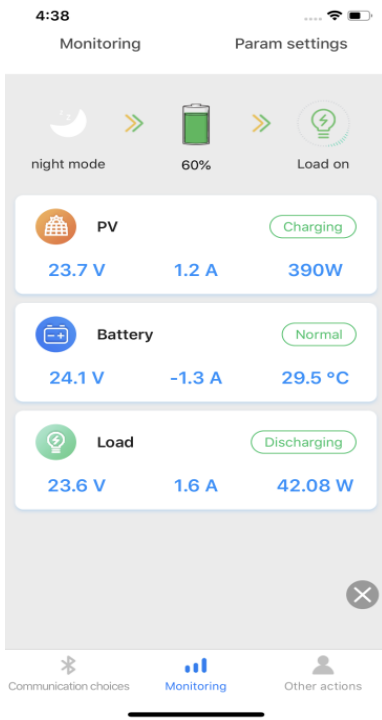 4:38
Monitoring Param settings
night mode 60% Load on
PV Charging
23.7 V 1.2 A 390W
Battery Normal
24.1 V -1.3 A 29.5 °C
Load Discharging
23.6 V 1.6 A 42.08 W
Communication choices Monitoring Other actions